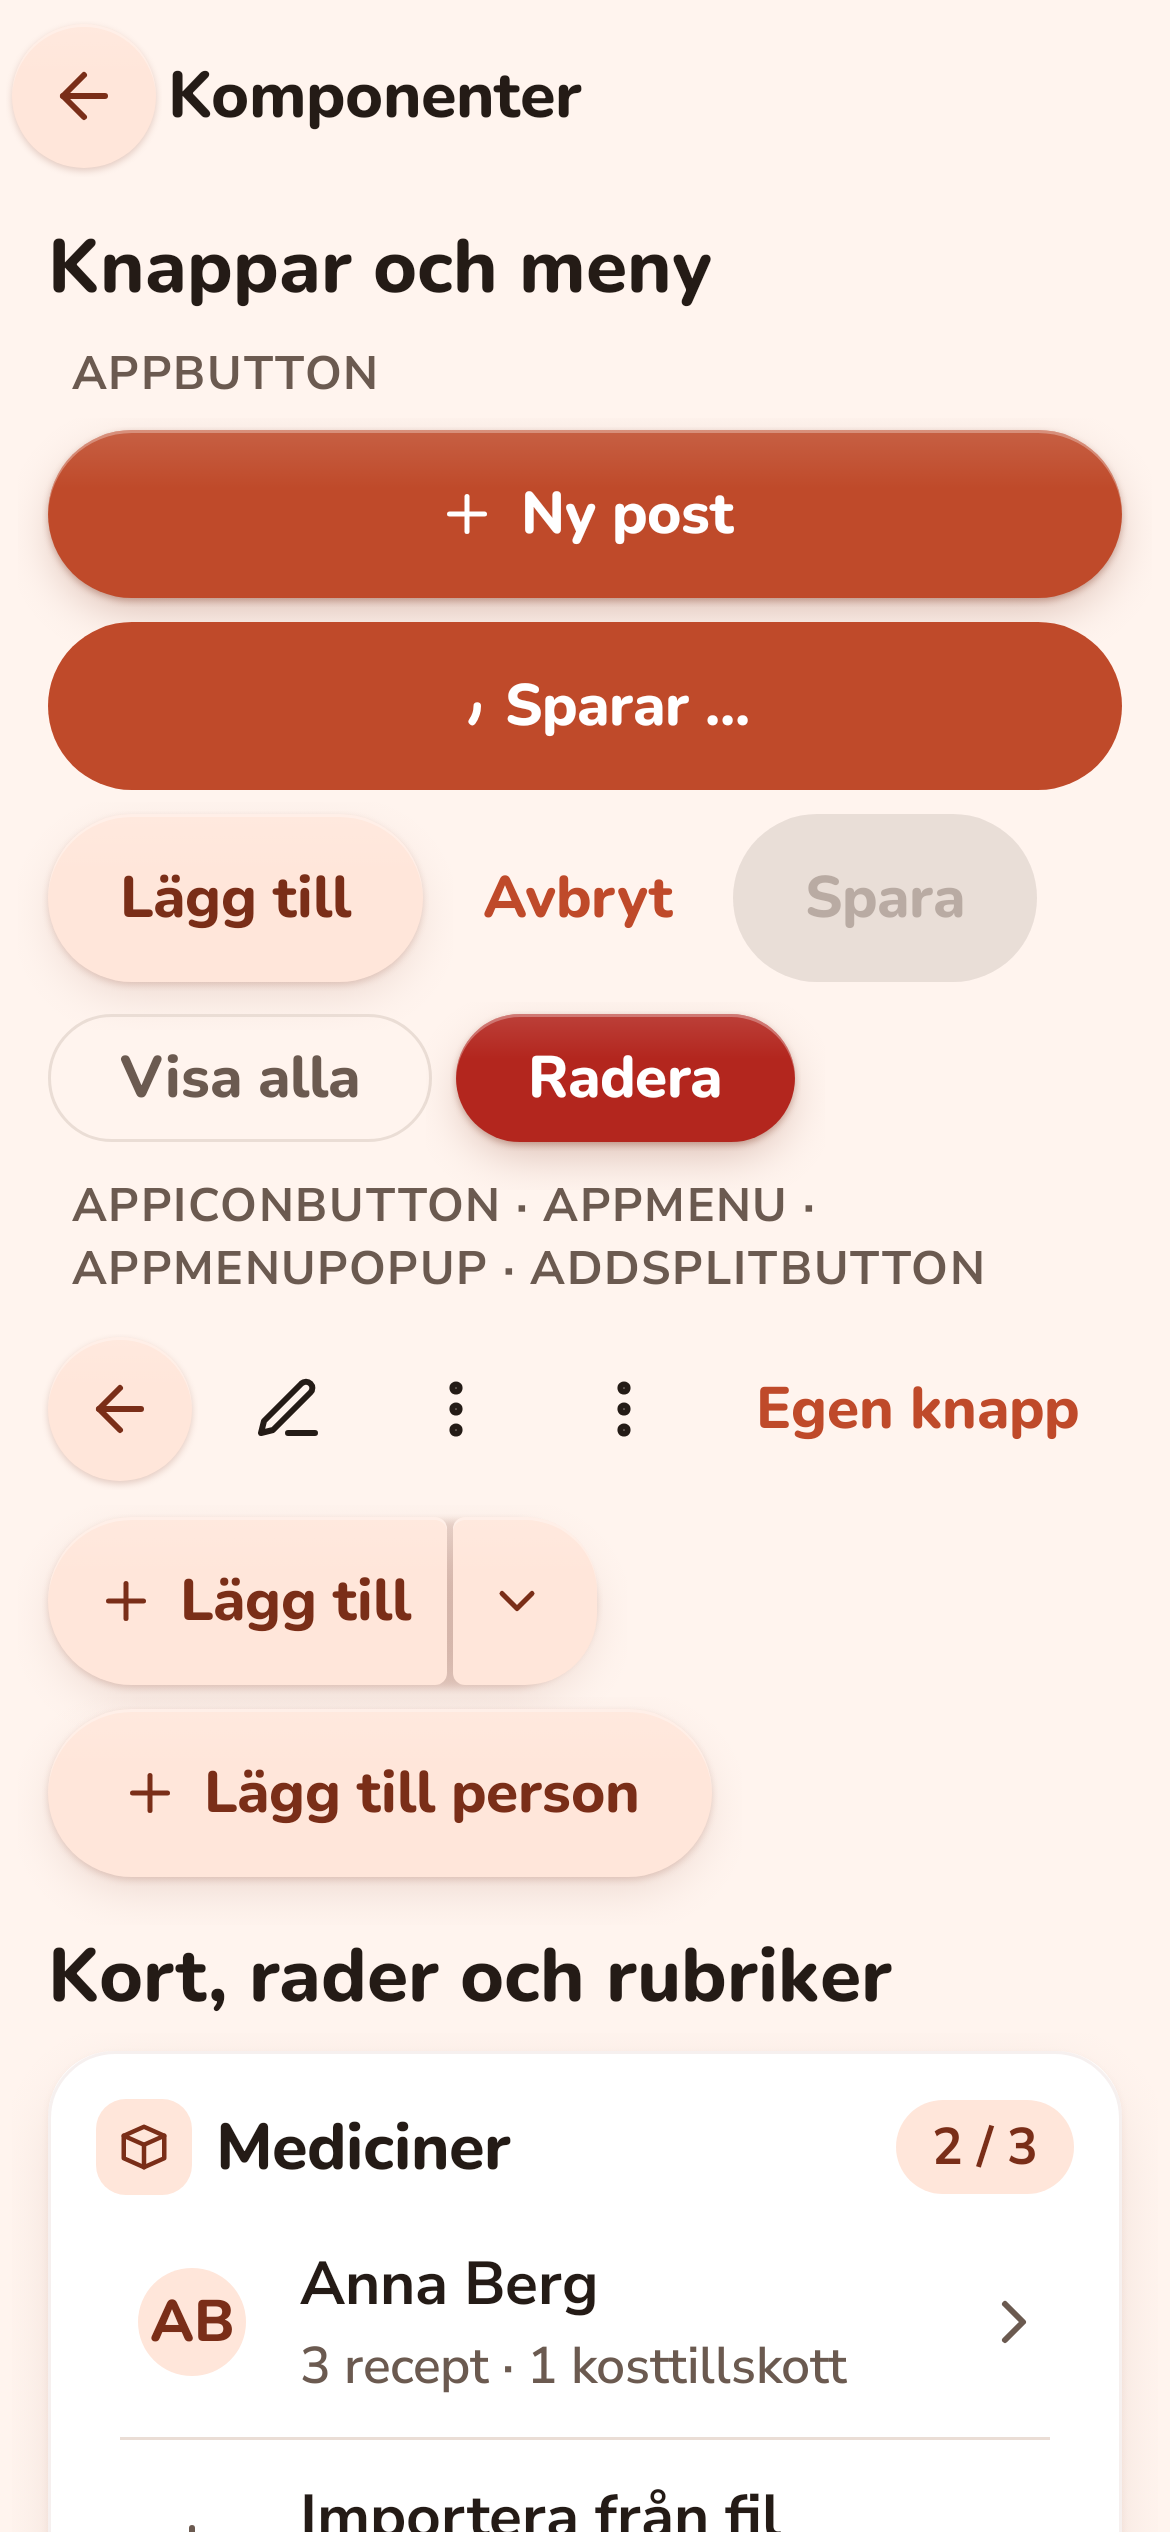 Komponenter
Knappar och meny
APPBUTTON
Ny post
Sparar ...
Lägg till Avbryt Spara
Visa alla Radera
APPICONBUTTON · APPMENU ·
APPMENUPOPUP · ADDSPLITBUTTON
Egen knapp
Lägg till
Lägg till person
Kort, rader och rubriker
Mediciner 2 / 3
AB Anna Berg
3 recept · 1 kosttillskott
Importera från fil